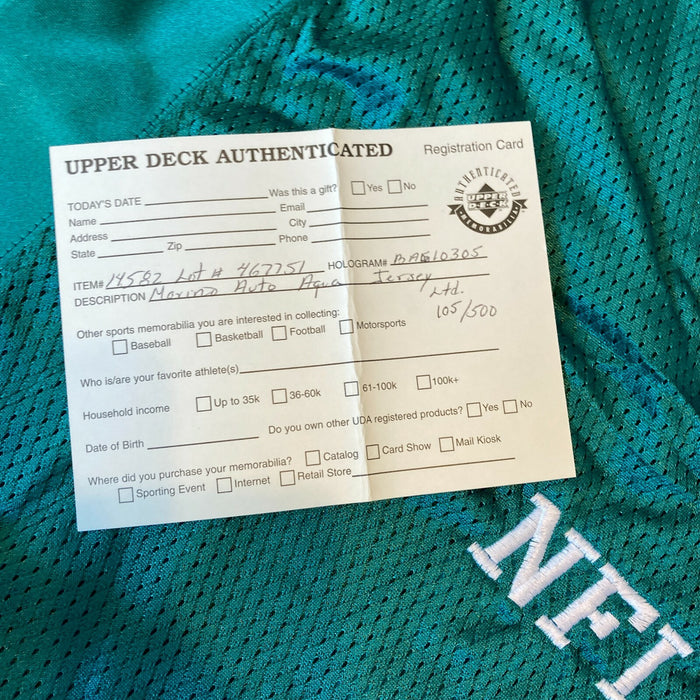 UPPER DECK AUTHENTICATED Registration Card
AUTHENTICATED
UPPER
DECK
MEMORABILIA
TODAY'S DATE Was this a gift? Yes No
Name Email
Address City
State Zip Phone
ITEM# 14587 Lot # 467751 HOLOGRAM# BAG10305
DESCRIPTION Marino Auto Aqua Jersey
Ltd.
105/500
Other sports memorabilia you are interested in collecting:
Baseball Basketball Football Motorsports
Who is/are your favorite athlete(s)
Household income Up to 35k 36-60k 61-100k 100k+
Do you own other UDA registered products? Yes No
Date of Birth
Where did you purchase your memorabilia? Catalog Card Show Mail Kiosk
Sporting Event Internet Retail Store
NFL